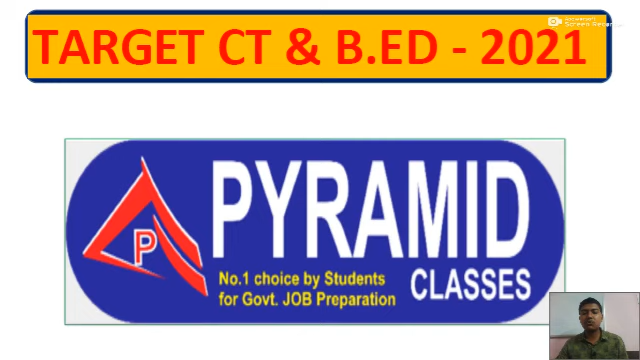 TARGET CT & B.ED - 2021
P
PYRAMID
No.1 choice by Students
for Govt. JOB Preparation
CLASSES